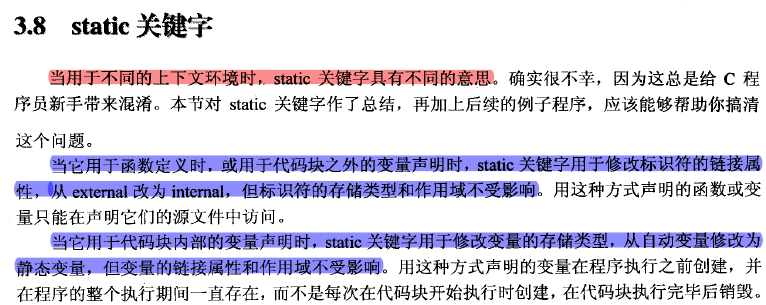 3.8 static 关键字
当用于不同的上下文环境时，static 关键字具有不同的意思。确实很不幸，因为这总是给 C 程
序员新手带来混淆。本节对 static 关键字作了总结，再加上后续的例子程序，应该能够帮助你搞清
这个问题。
当它用于函数定义时，或用于代码块之外的变量声明时，static 关键字用于修改标识符的链接属
性，从 external 改为 internal，但标识符的存储类型和作用域不受影响。用这种方式声明的函数或变
量只能在声明它们的源文件中访问。
当它用于代码块内部的变量声明时，static 关键字用于修改变量的存储类型，从自动变量修改为
静态变量，但变量的链接属性和作用域不受影响。用这种方式声明的变量在程序执行之前创建，并
在程序的整个执行期间一直存在，而不是每次在代码块开始执行时创建，在代码块执行完毕后销毁。